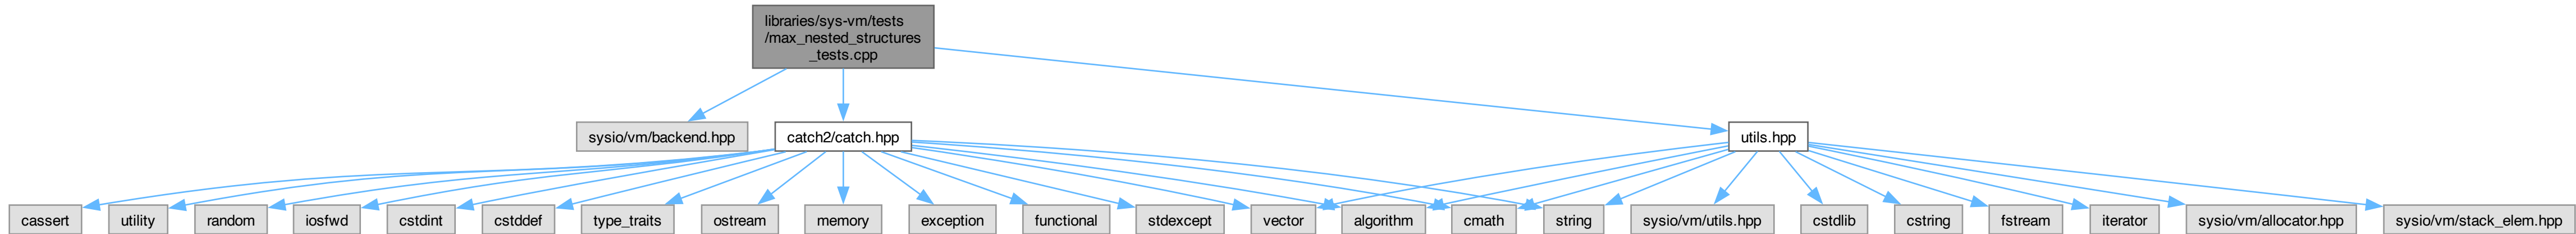 libraries/sys-vm/tests
/max_nested_structures
_tests.cpp
sysio/vm/backend.hpp
catch2/catch.hpp
utils.hpp
cassert
utility
random
iosfwd
cstdint
cstddef
type_traits
ostream
memory
exception
functional
stdexcept
vector
algorithm
cmath
string
sysio/vm/utils.hpp
cstdlib
cstring
fstream
iterator
sysio/vm/allocator.hpp
sysio/vm/stack_elem.hpp